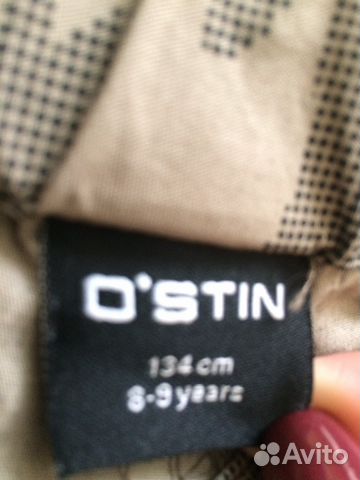 O'STIN
134 cm
8-9 years
Avito